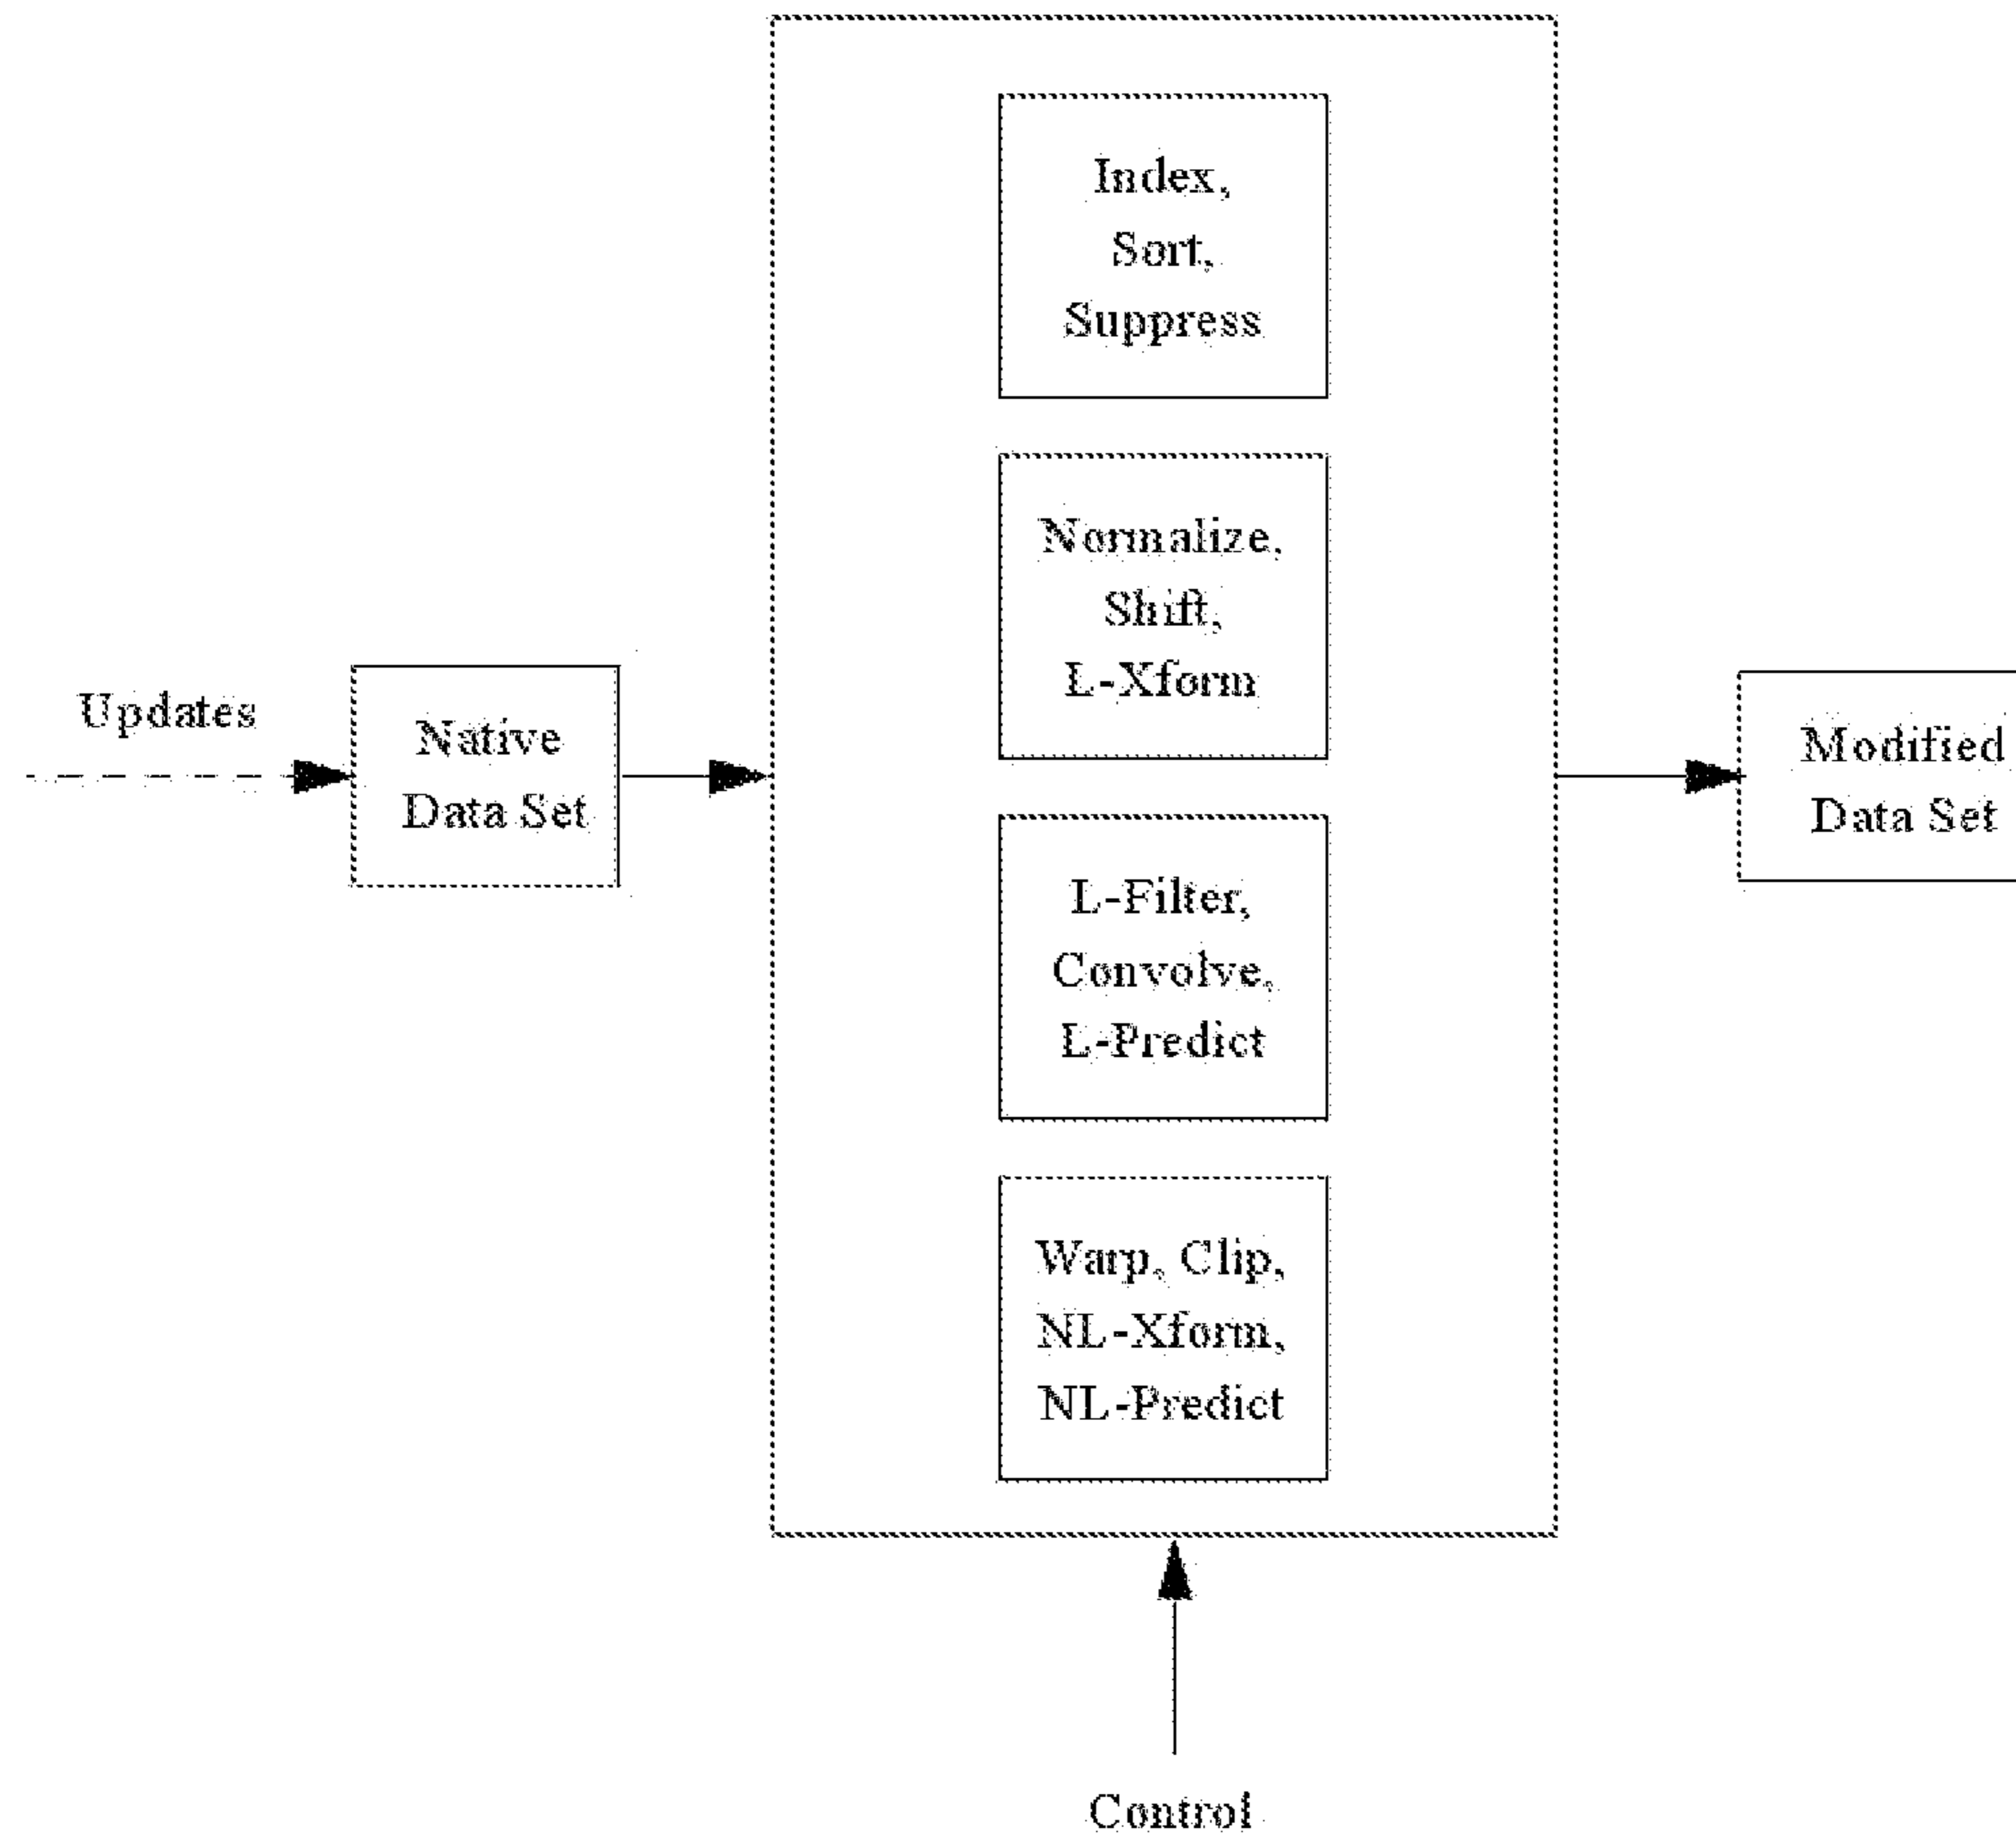 Index,
Sort,
Suppress
Normalize,
Shift,
L-Xform
Updates
Native
Data Set
Modified
Data Set
L-Filter,
Convolve,
L-Predict
Warp, Clip,
NL-Xform,
NL-Predict
Control